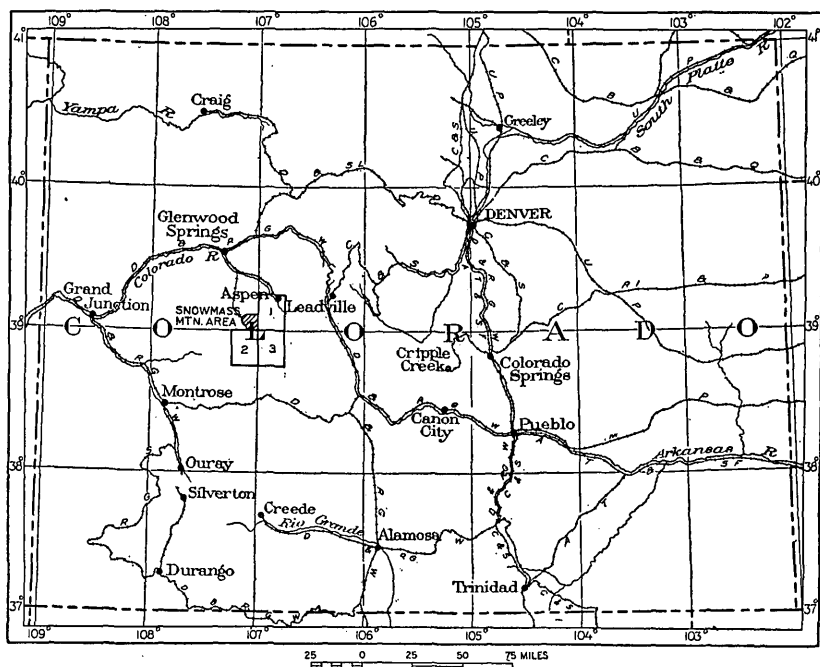 109° 108° 107° 106° 105° 104° 103° 102°
41° 41°
Yampa R
Craig
Greeley
South Platte R
40° 40°
DENVER
Glenwood Springs
Colorado R
Grand Junction
Aspen
Leadville
SNOWMASS MTN. AREA
1
2 3
39° 39°
COLORADO
Cripple Creek
Colorado Springs
Montrose
Canon City
Pueblo
Arkansas R
38° 38°
Ouray
Silverton
Creede
Rio Grande
Alamosa
Durango
Trinidad
37° 37°
109° 108° 107° 106° 105° 104° 103°
25 0 25 50 75 MILES